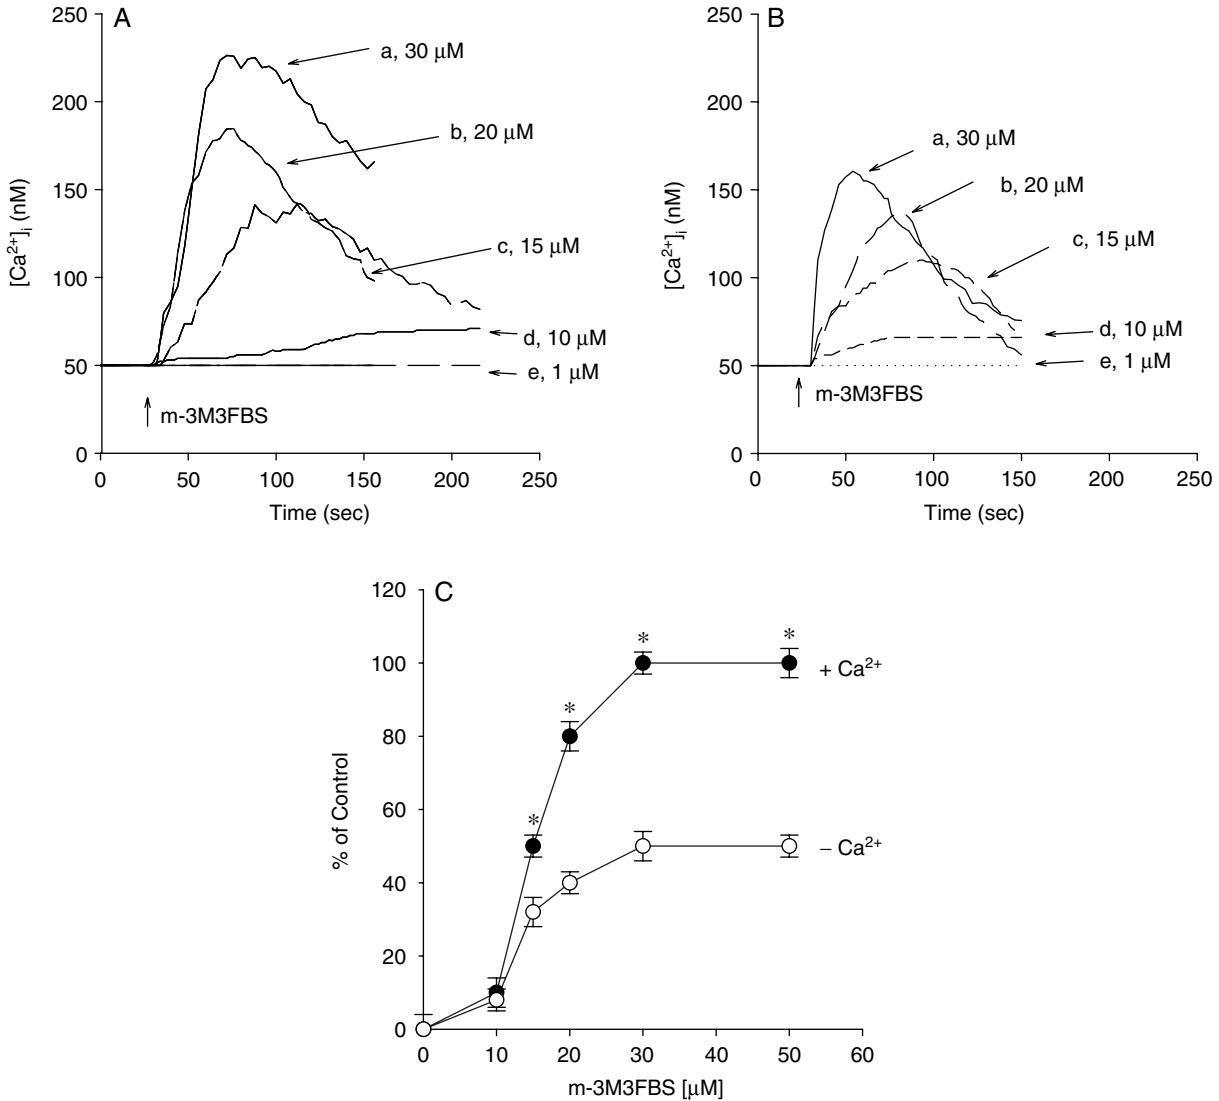 A
250
200
150
100
50
0
[Ca²⁺]ᵢ (nM)
a, 30 μM
b, 20 μM
c, 15 μM
d, 10 μM
e, 1 μM
m-3M3FBS
0 50 100 150 200 250
Time (sec)
B
250
200
150
100
50
0
[Ca²⁺]ᵢ (nM)
a, 30 μM
b, 20 μM
c, 15 μM
d, 10 μM
e, 1 μM
m-3M3FBS
0 50 100 150 200 250
Time (sec)
C
120
100
80
60
40
20
0
% of Control
* * * *
+ Ca²⁺
– Ca²⁺
0 10 20 30 40 50 60
m-3M3FBS [μM]